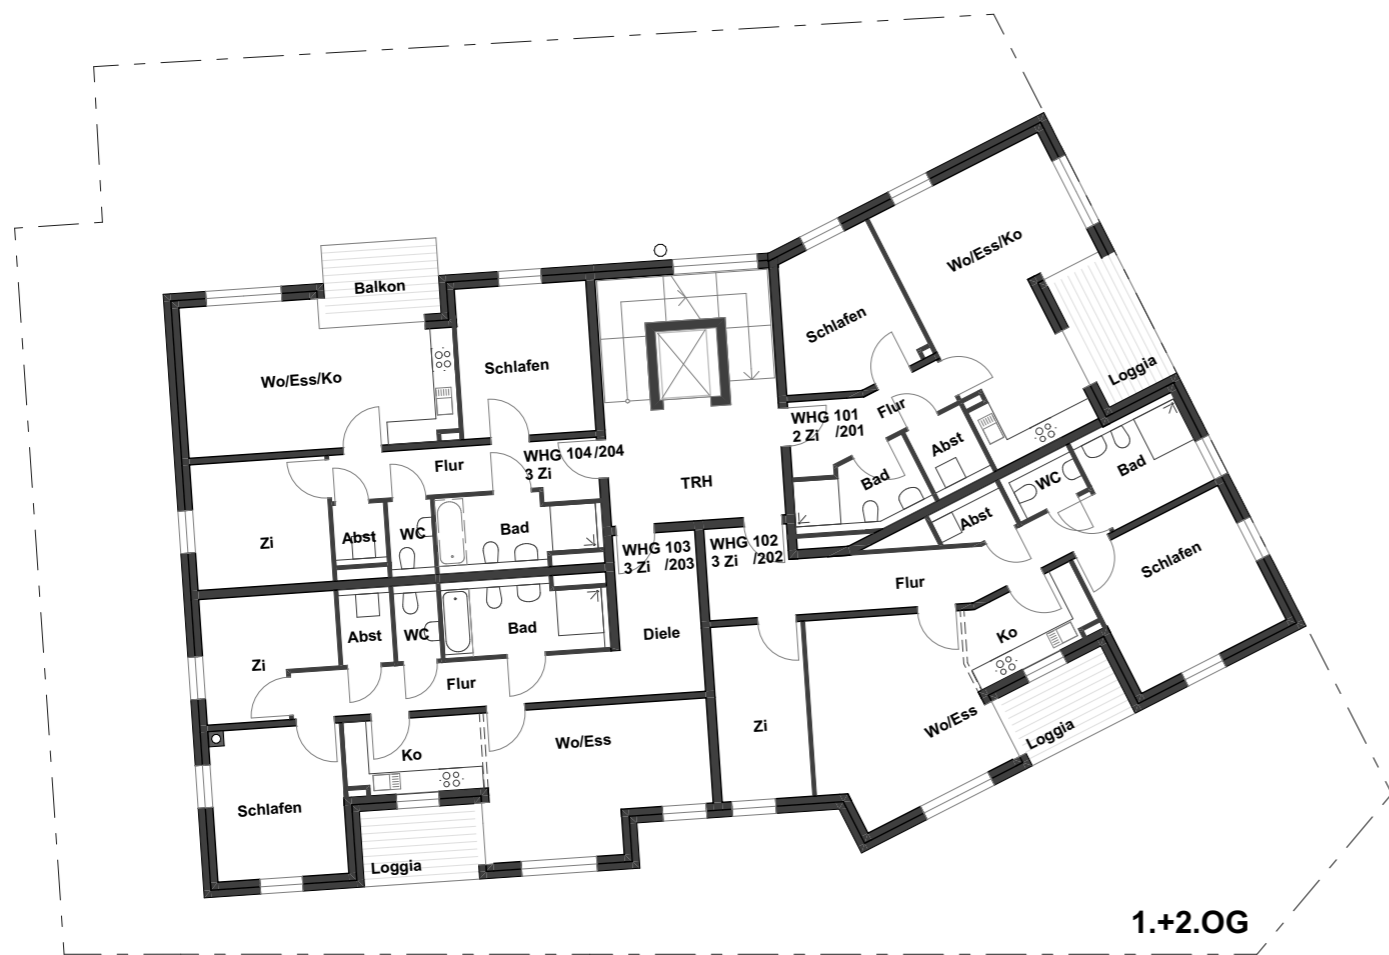 Balkon
Wo/Ess/Ko
Schlafen
Schlafen
Wo/Ess/Ko
Loggia
WHG 101
2 Zi /201
Flur
Abst
Bad
WHG 104/204
3 Zi
Flur
TRH
Zi
Abst
WC
Bad
WHG 103
3 Zi /203
WHG 102
3 Zi /202
Abst
WC
Bad
Schlafen
Flur
Ko
Zi
Abst
WC
Bad
Diele
Flur
Wo/Ess
Ko
Schlafen
Loggia
Zi
Wo/Ess
Loggia
1.+2.OG